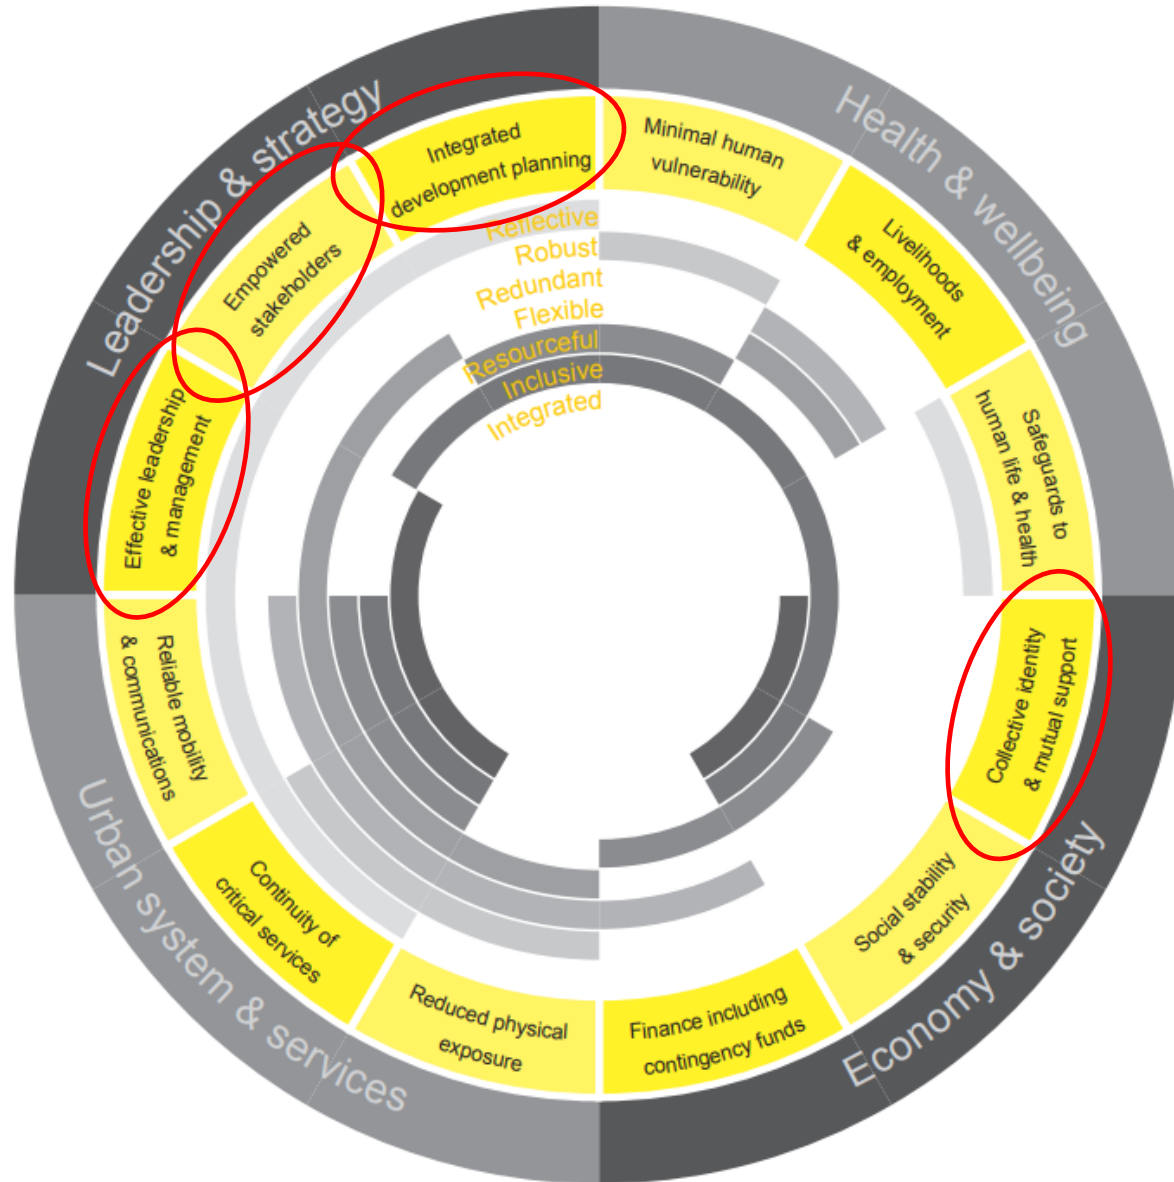 Leadership & strategy
Health & wellbeing
Economy & society
Urban system & services
Integrated
development planning
Minimal human
vulnerability
Livelihoods
& employment
Safeguards to
human life & health
Collective identity
& mutual support
Social stability
& security
Finance including
contingency funds
Reduced physical
exposure
Continuity of
critical services
Reliable mobility
& communications
Effective leadership
& management
Empowered
stakeholders
Reflective
Robust
Redundant
Flexible
Resourceful
Inclusive
Integrated